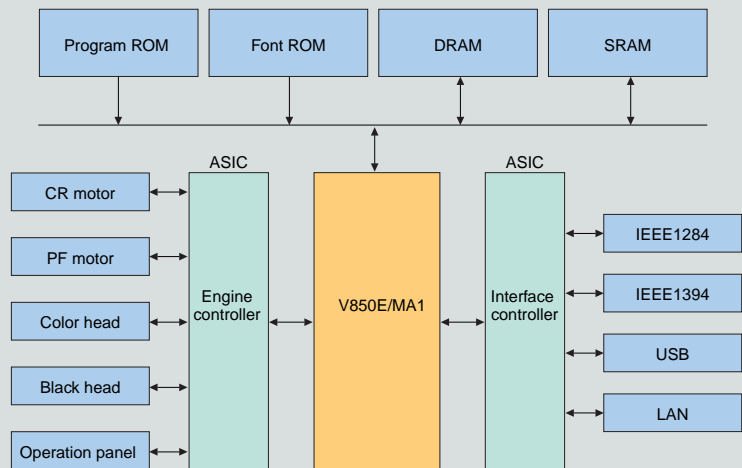 Program ROM
Font ROM
DRAM
SRAM
ASIC
ASIC
CR motor
PF motor
Color head
Black head
Operation panel
Engine
controller
V850E/MA1
Interface
controller
IEEE1284
IEEE1394
USB
LAN